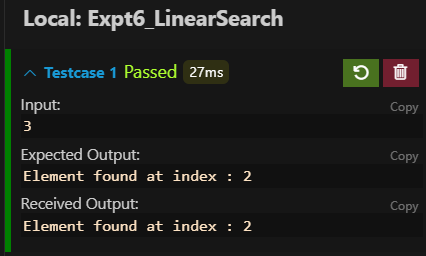 Local: Expt6_LinearSearch
Testcase 1 Passed 27ms
Input:
Copy
3
Expected Output:
Copy
Element found at index : 2
Received Output:
Copy
Element found at index : 2